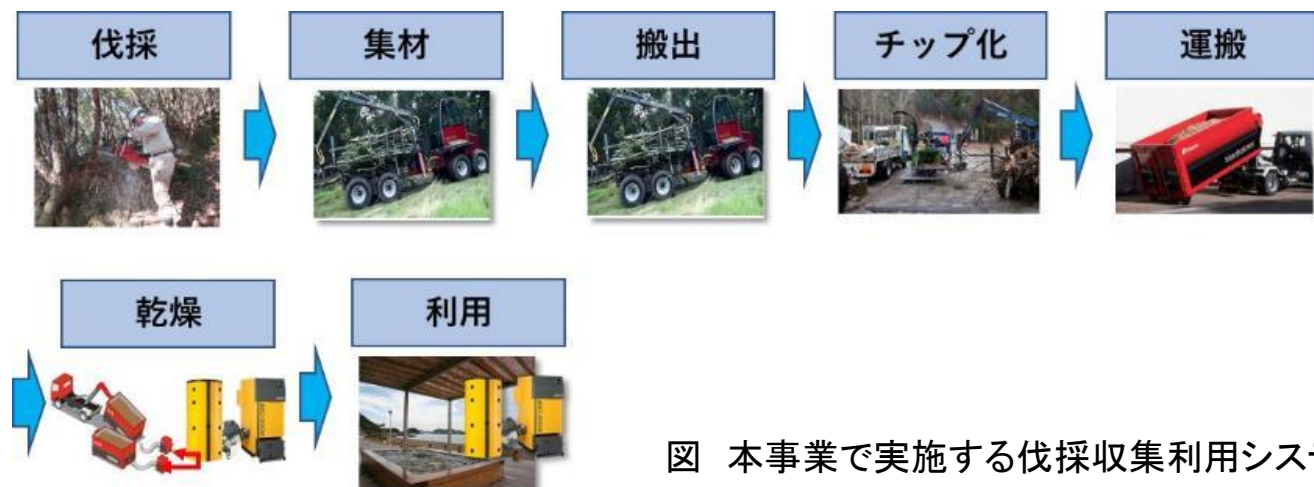 伐採
集材
搬出
チップ化
運搬
乾燥
利用
図 本事業で実施する伐採収集利用シス